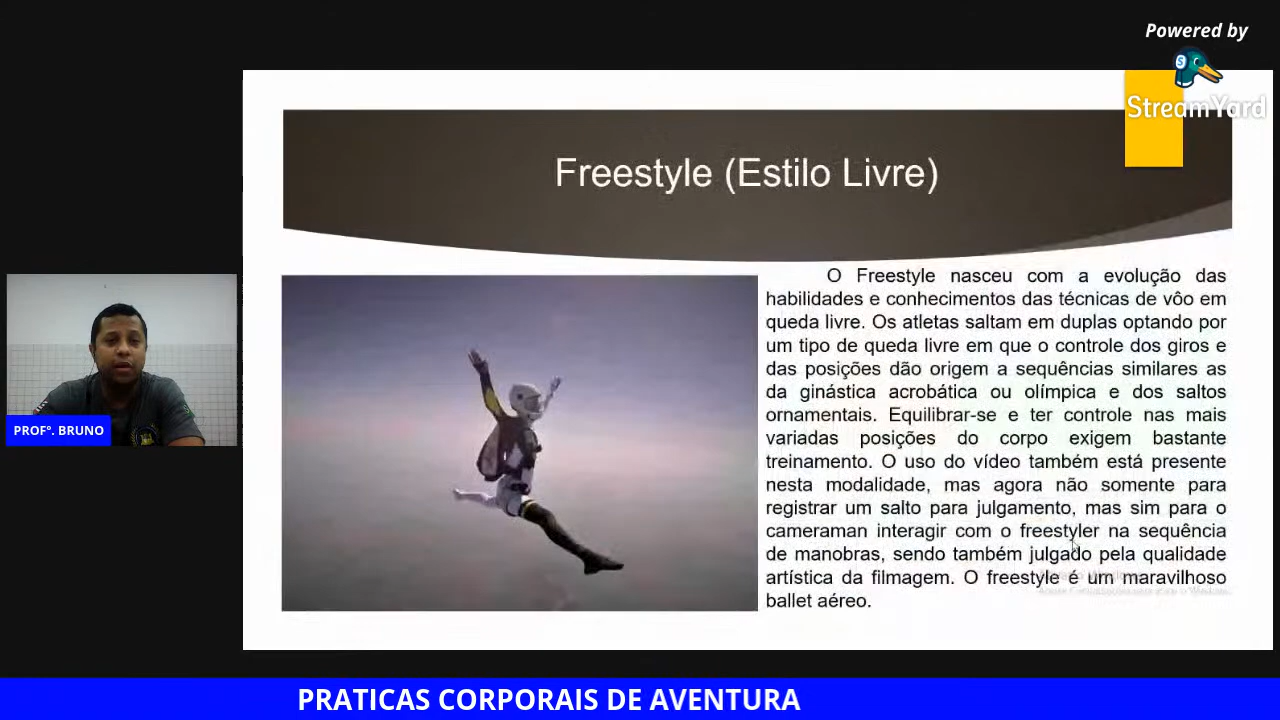 Powered by
StreamYard
Freestyle (Estilo Livre)
O Freestyle nasceu com a evolução das
habilidades e conhecimentos das técnicas de vôo em
queda livre. Os atletas saltam em duplas optando por
um tipo de queda livre em que o controle dos giros e
das posições dão origem a sequências similares as
da ginástica acrobática ou olímpica e dos saltos
ornamentais. Equilibrar-se e ter controle nas mais
variadas posições do corpo exigem bastante
treinamento. O uso do vídeo também está presente
nesta modalidade, mas agora não somente para
registrar um salto para julgamento, mas sim para o
cameraman interagir com o freestyler na sequência
de manobras, sendo também julgado pela qualidade
artística da filmagem. O freestyle é um maravilhoso
ballet aéreo.
PROFº. BRUNO
PRATICAS CORPORAIS DE AVENTURA